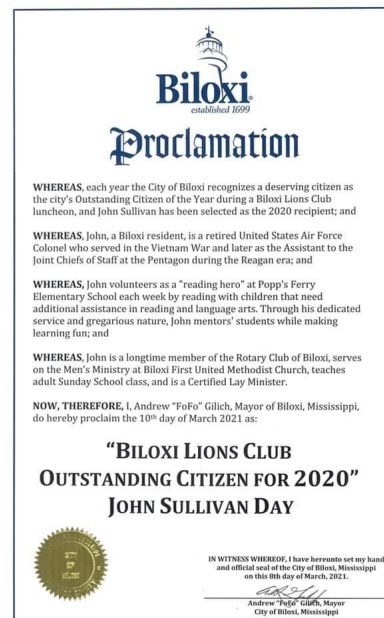 Biloxi
established 1699
Proclamation
WHEREAS, each year the City of Biloxi recognizes a deserving citizen as
the city's Outstanding Citizen of the Year during a Biloxi Lions Club
luncheon, and John Sullivan has been selected as the 2020 recipient; and
WHEREAS, John, a Biloxi resident, is a retired United States Air Force
Colonel who served in the Vietnam War and later as the Assistant to the
Joint Chiefs of Staff at the Pentagon during the Reagan era; and
WHEREAS, John volunteers as a "reading hero" at Popp's Ferry
Elementary School each week by reading with children that need
additional assistance in reading and language arts. Through his dedicated
service and gregarious nature, John mentors' students while making
learning fun; and
WHEREAS, John is a longtime member of the Rotary Club of Biloxi, serves
on the Men's Ministry at Biloxi First United Methodist Church, teaches
adult Sunday School class, and is a Certified Lay Minister.
NOW, THEREFORE, I, Andrew "FoFo" Gilich, Mayor of Biloxi, Mississippi,
do hereby proclaim the 10th day of March 2021 as:
"BILOXI LIONS CLUB
OUTSTANDING CITIZEN FOR 2020"
JOHN SULLIVAN DAY
CITY
OF
BILOXI
IN WITNESS WHEREOF, I have hereunto set my hand
and official seal of the City of Biloxi, Mississippi
on this 8th day of March, 2021.
Andrew "FoFo" Gilich, Mayor
City of Biloxi, Mississippi